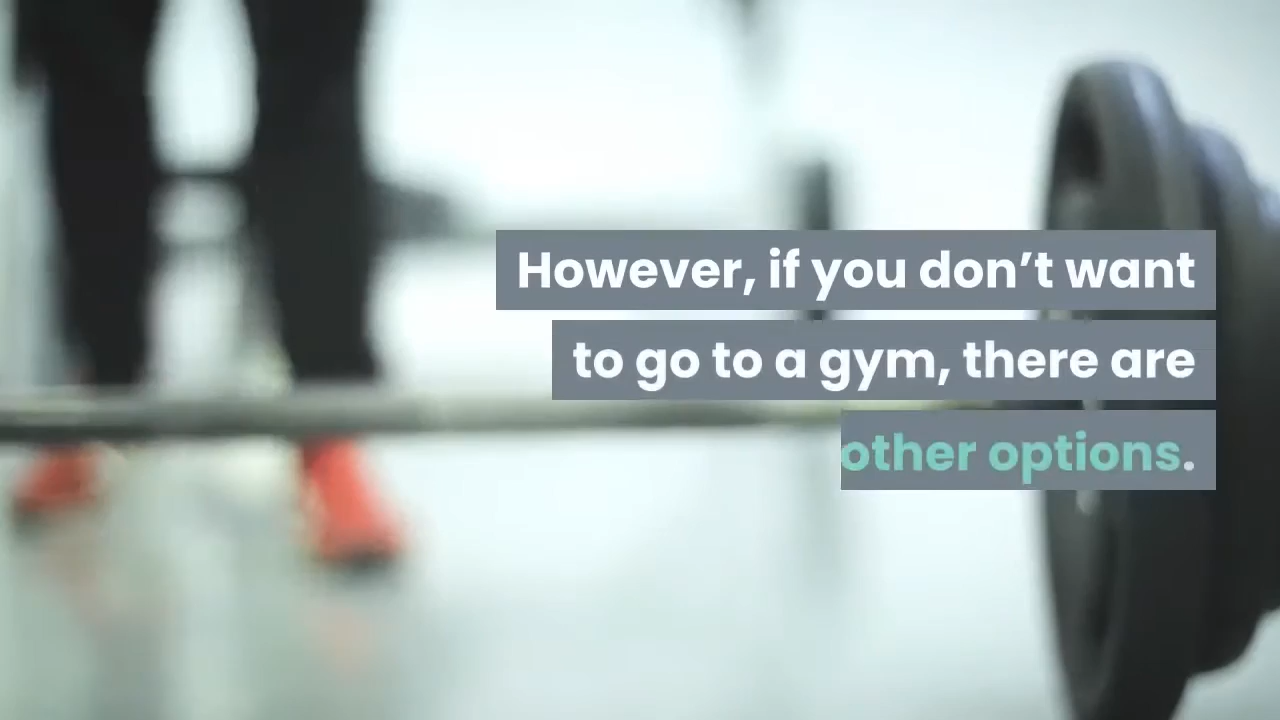 However, if you don’t want
to go to a gym, there are
other options.